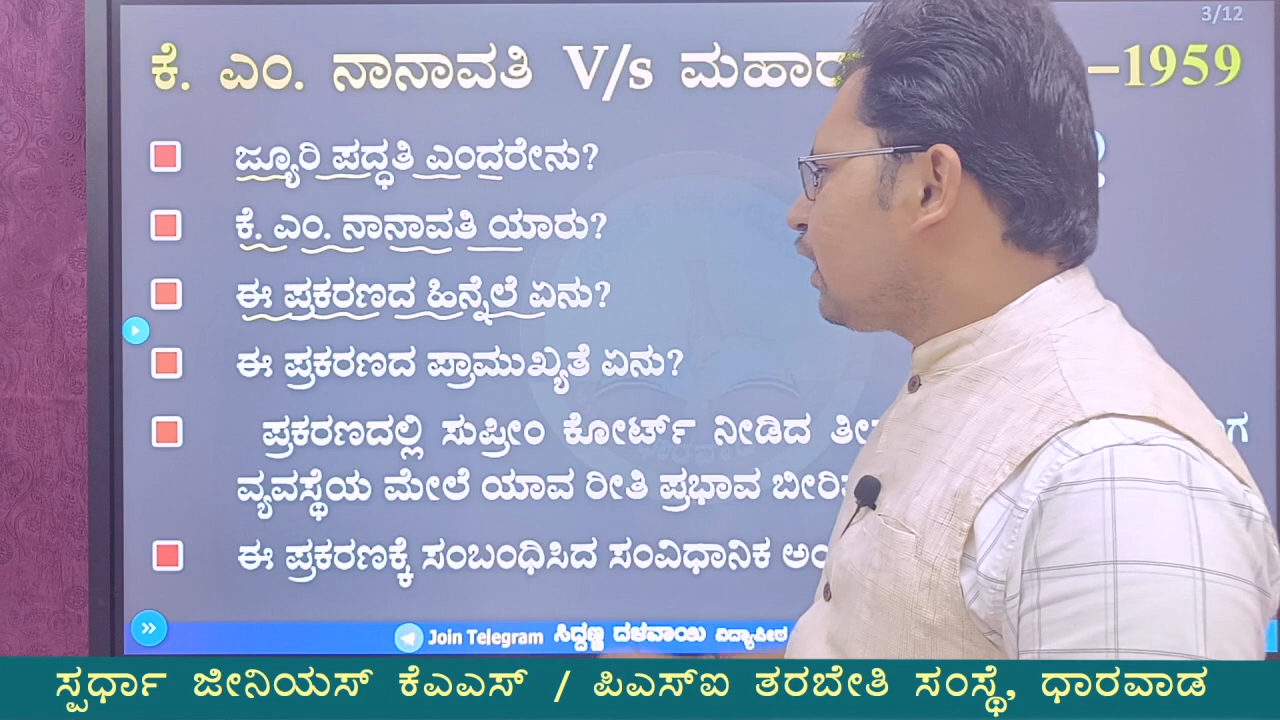 3/12
ಕೆ. ಎಂ. ನಾನಾವತಿ V/s –1959
ಜ್ಯೂರಿ ಪದ್ಧತಿ ಎಂದರೇನು?
ಕೆ. ಎಂ. ನಾನಾವತಿ ಯಾರು?
ಈ ಪ್ರಕರಣದ ಹಿನ್ನೆಲೆ ಏನು?
ಈ ಪ್ರಕರಣದ ಪ್ರಾಮುಖ್ಯತೆ ಏನು?
ಪ್ರಕರಣದಲ್ಲಿ ಸುಪ್ರೀಂ ಕೋರ್ಟ್ ನೀಡಿದ
ವ್ಯವಸ್ಥೆಯ ಮೇಲೆ ಯಾವ ರೀತಿ ಪ್ರಭಾವ
ಈ ಪ್ರಕರಣಕ್ಕೆ ಸಂಬಂಧಿಸಿದ ಸಂವಿಧಾನಿಕ
Join Telegram ಸಿದ್ದಣ್ಣ ದಳವಾಯಿ ವಿದ್ಯಾಪೀಠ
ಸ್ಪರ್ಧಾ ಜೀನಿಯಸ್ ಕೆಎಎಸ್ / ಪಿಎಸ್ಐ ತರಬೇತಿ ಸಂಸ್ಥೆ, ಧಾರವಾಡ